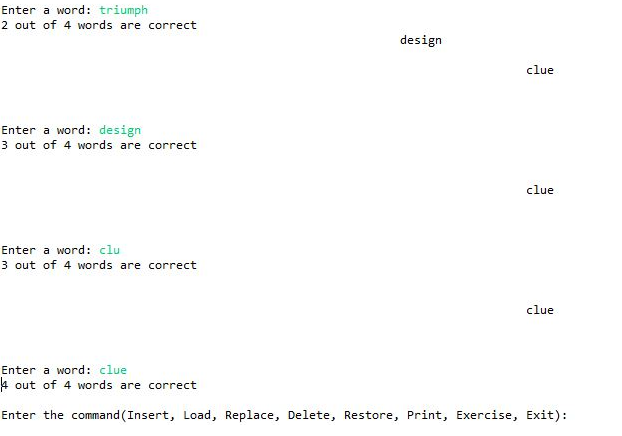 Enter a word: triumph
2 out of 4 words are correct
design
clue
Enter a word: design
3 out of 4 words are correct
clue
Enter a word: clu
3 out of 4 words are correct
clue
Enter a word: clue
4 out of 4 words are correct
Enter the command(Insert, Load, Replace, Delete, Restore, Print, Exercise, Exit):